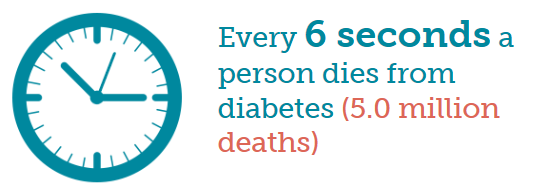 Every 6 seconds a
person dies from
diabetes (5.0 million
deaths)